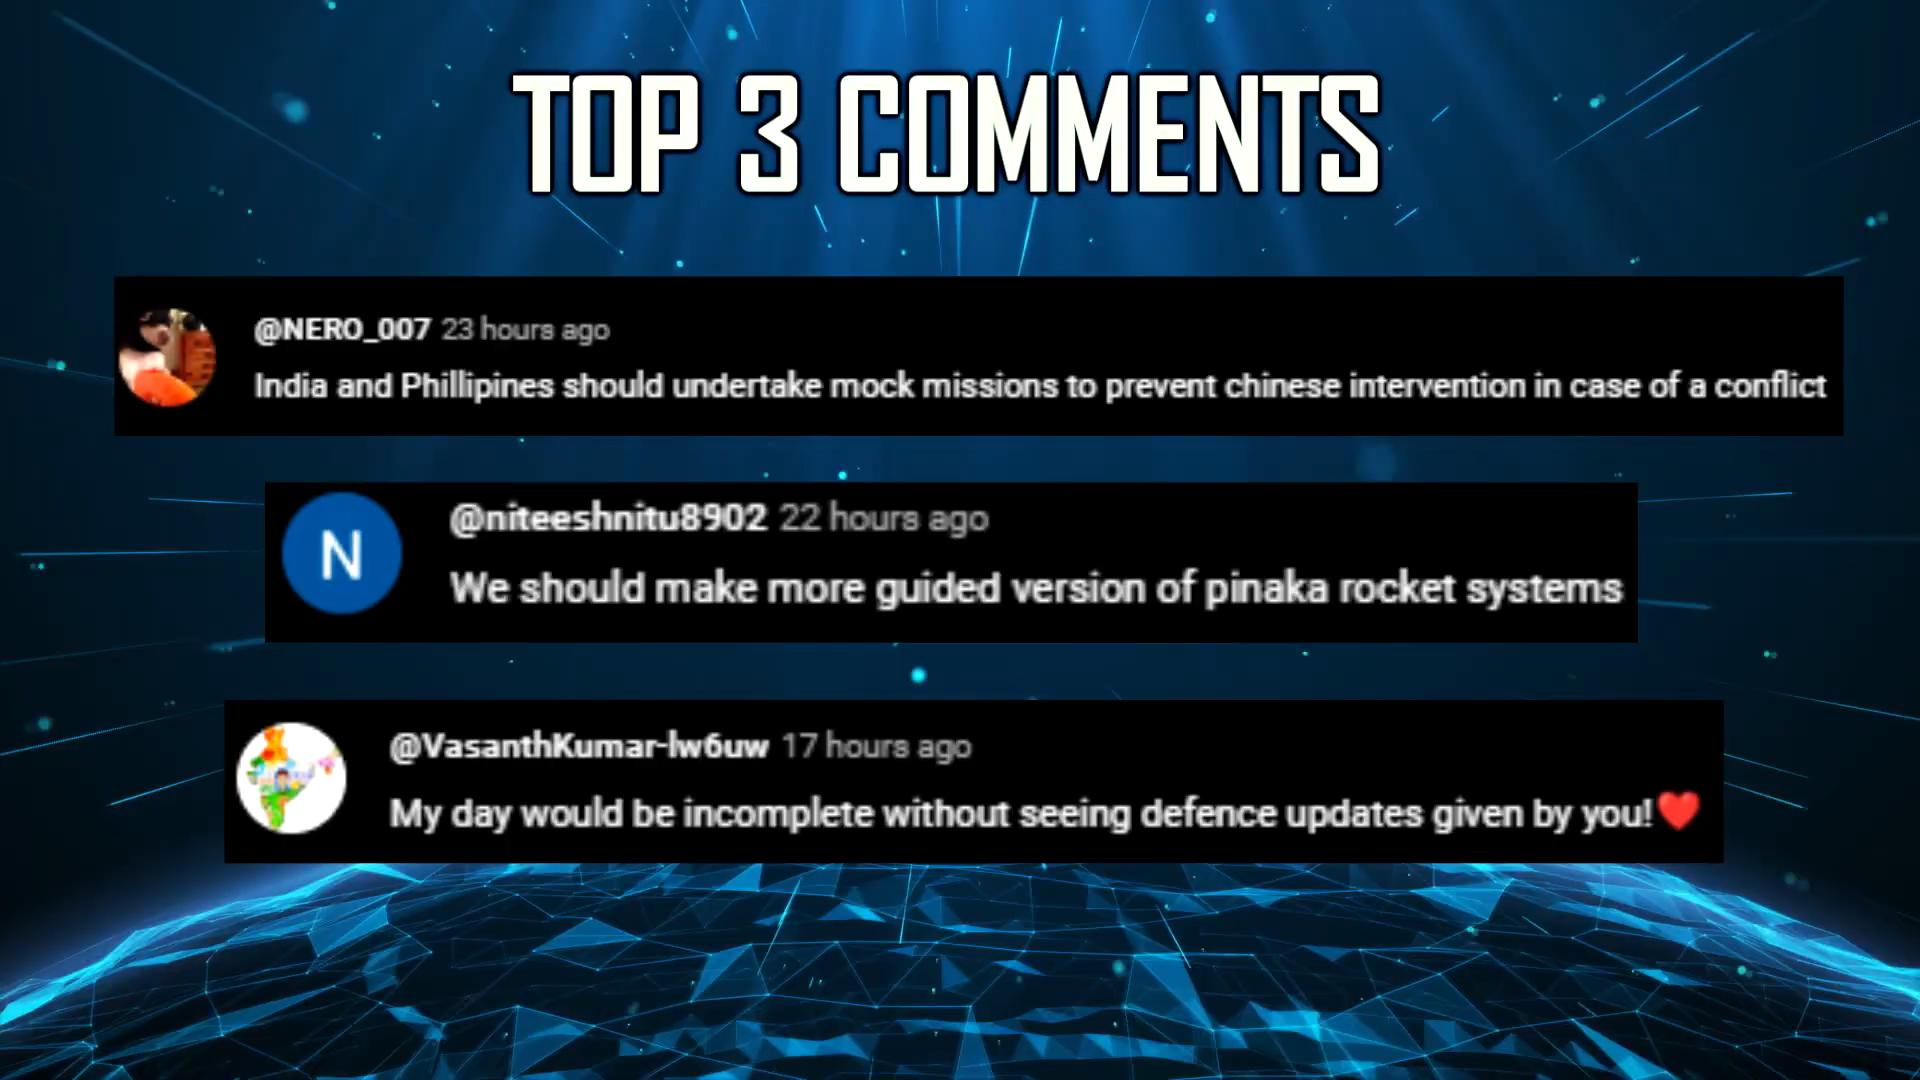 TOP 3 COMMENTS
@NERO_007 23 hours ago
India and Phillipines should undertake mock missions to prevent chinese intervention in case of a conflict
N
@niteeshnitu8902 22 hours ago
We should make more guided version of pinaka rocket systems
@VasanthKumar-lw6uw 17 hours ago
My day would be incomplete without seeing defence updates given by you!❤️